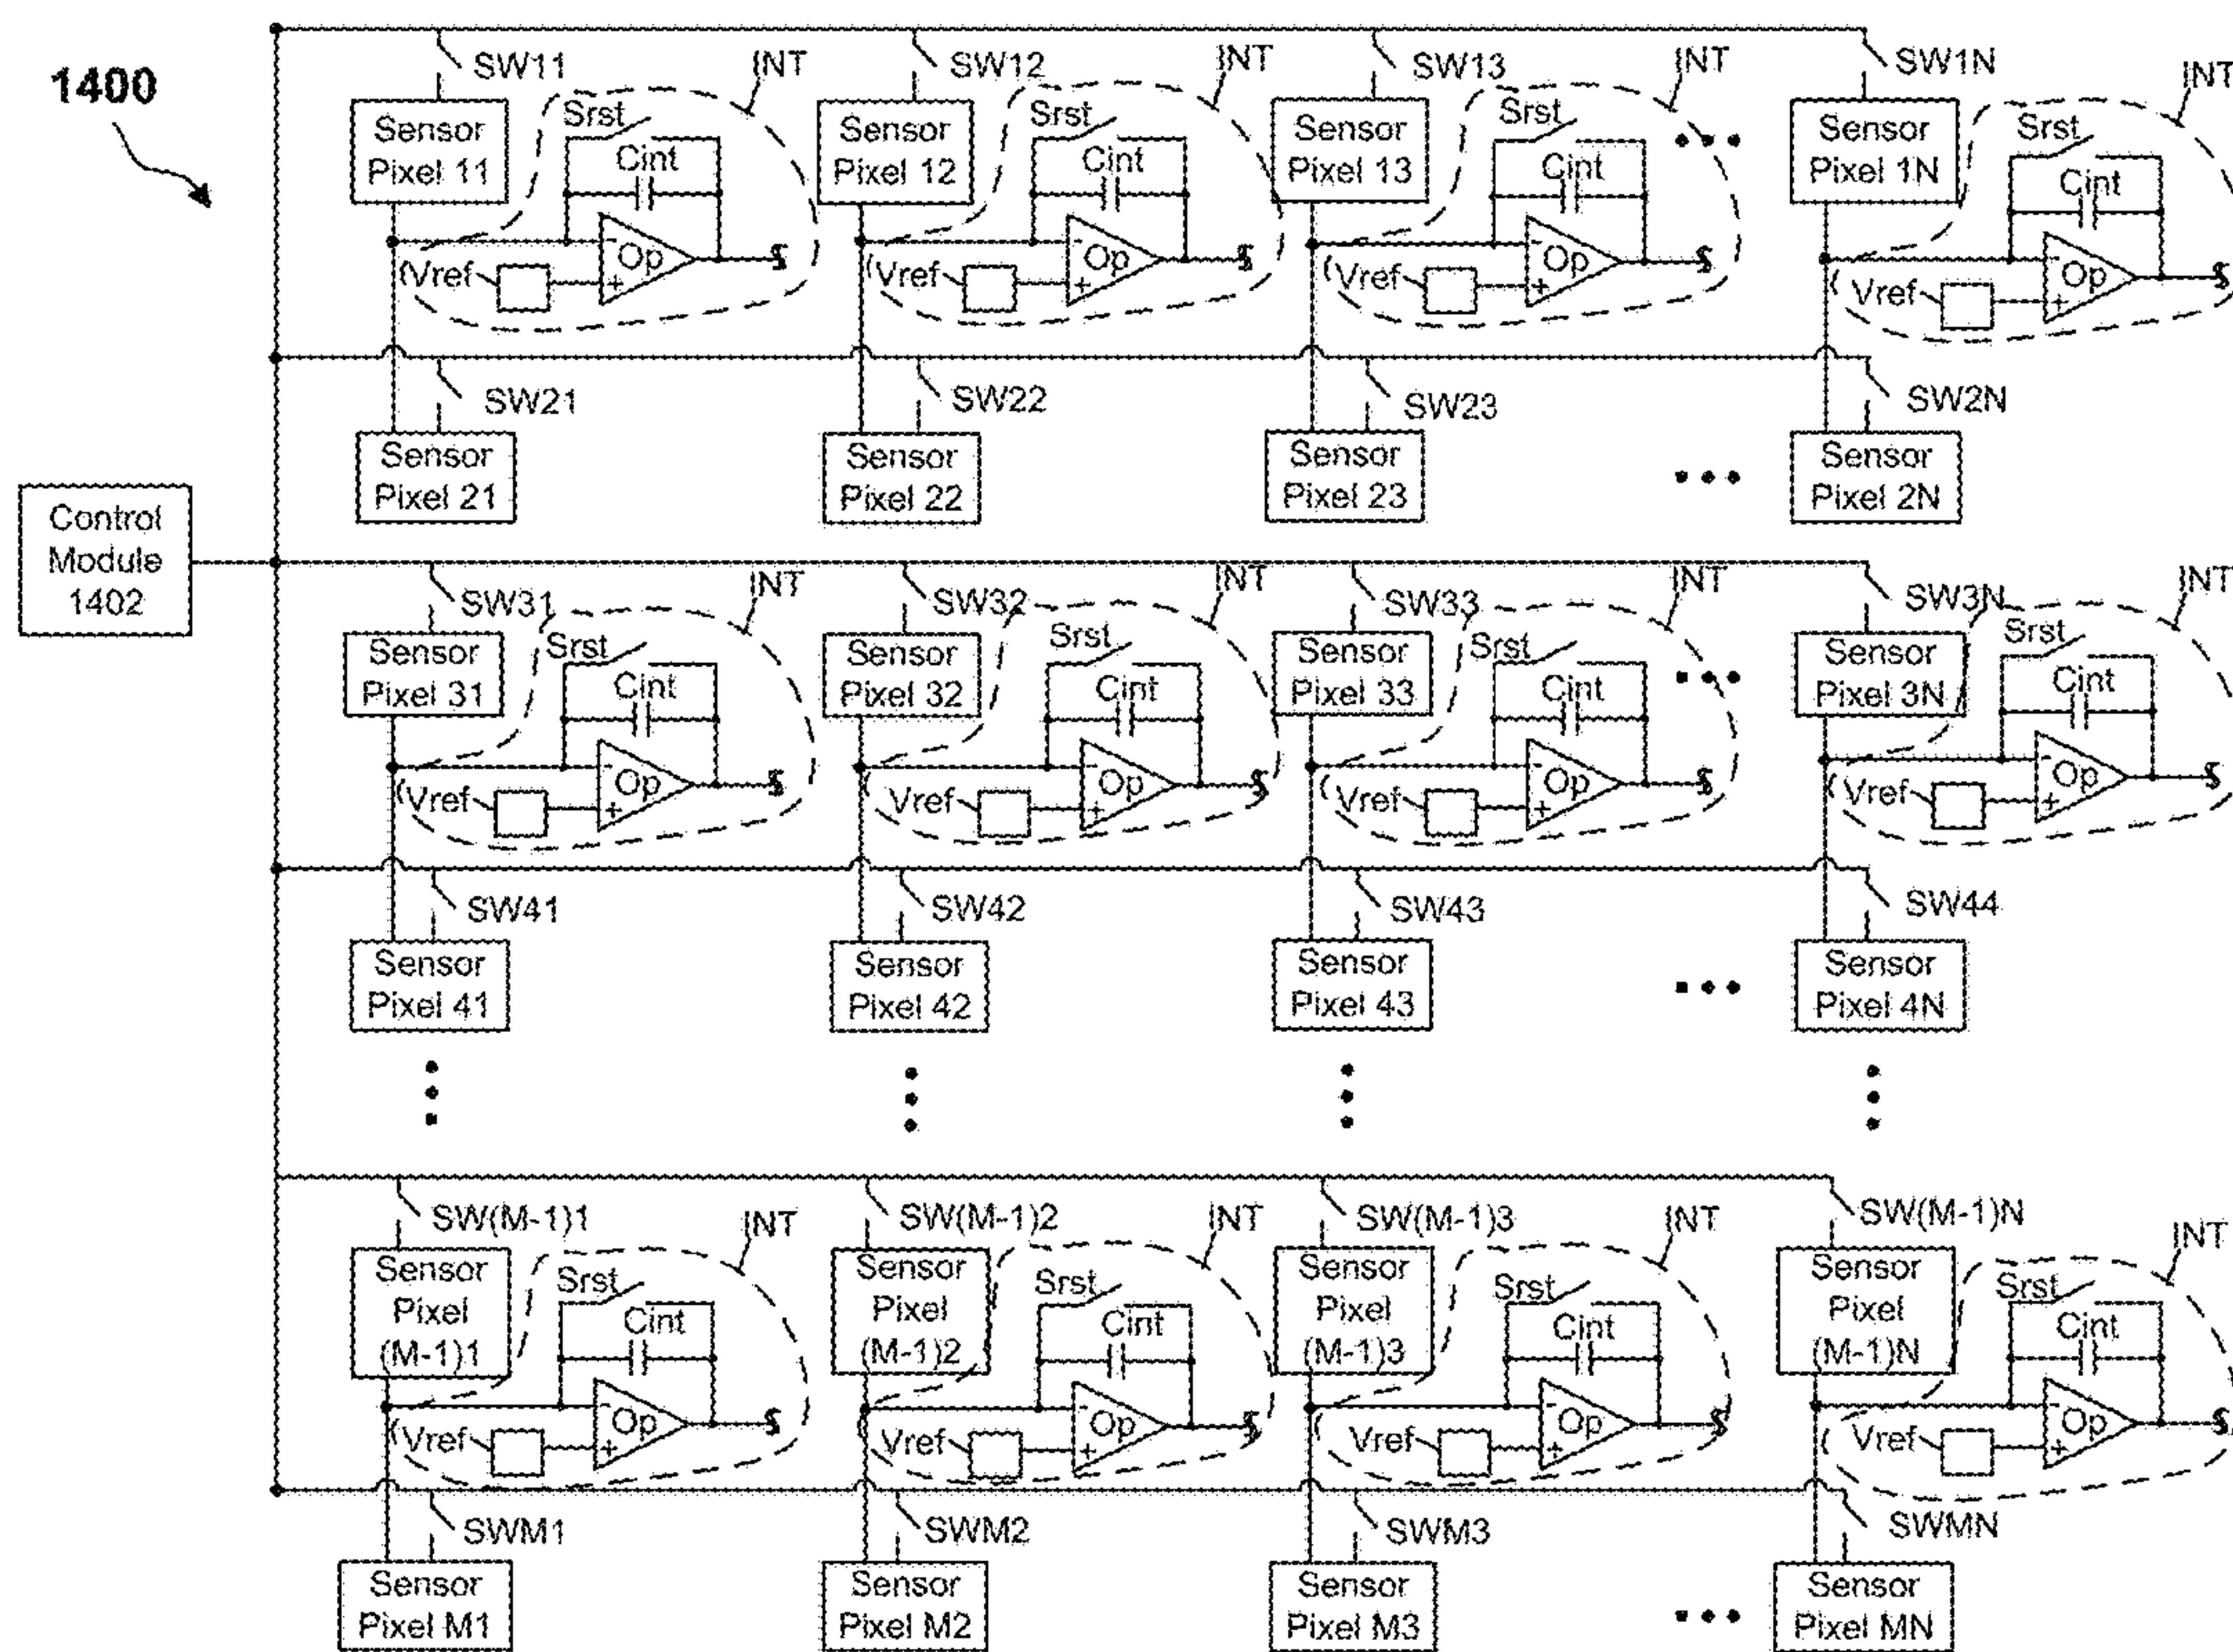 1400
SW11 INT SW12 INT SW13 INT SW1N INT
Sensor Pixel 11 Srst Sensor Pixel 12 Srst Sensor Pixel 13 Srst Sensor Pixel 1N Srst
Cint Cint Cint Cint
- Op - Op - Op - Op
Vref + Vref + Vref + Vref +
SW21 SW22 SW23 SW2N
Sensor Pixel 21 Sensor Pixel 22 Sensor Pixel 23 Sensor Pixel 2N
Control
Module
1402
SW31 INT SW32 INT SW33 INT SW3N INT
Sensor Pixel 31 Srst Sensor Pixel 32 Srst Sensor Pixel 33 Srst Sensor Pixel 3N Srst
Cint Cint Cint Cint
- Op - Op - Op - Op
Vref + Vref + Vref + Vref +
SW41 SW42 SW43 SW44
Sensor Pixel 41 Sensor Pixel 42 Sensor Pixel 43 Sensor Pixel 4N
SW(M-1)1 INT SW(M-1)2 INT SW(M-1)3 INT SW(M-1)N INT
Sensor Pixel (M-1)1 Srst Sensor Pixel (M-1)2 Srst Sensor Pixel (M-1)3 Srst Sensor Pixel (M-1)N Srst
Cint Cint Cint Cint
- Op - Op - Op - Op
Vref + Vref + Vref + Vref +
SWM1 SWM2 SWM3 SWMN
Sensor Pixel M1 Sensor Pixel M2 Sensor Pixel M3 Sensor Pixel MN